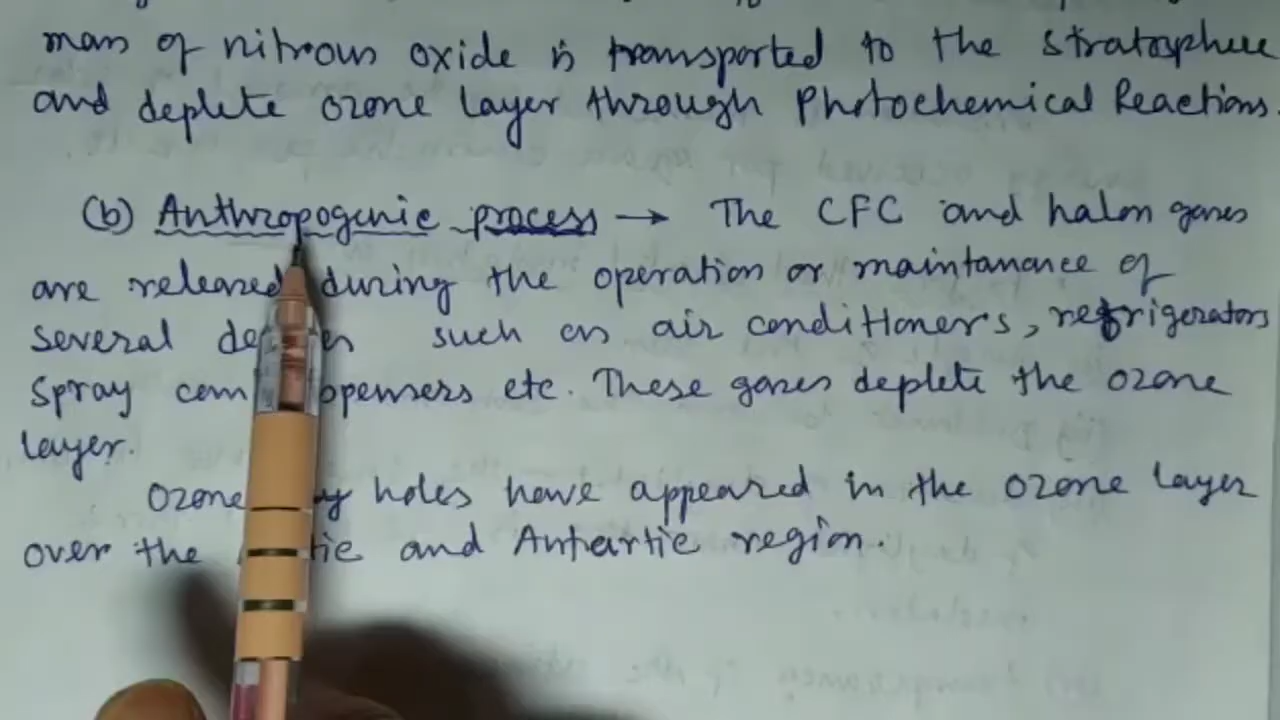 mass of nitrous oxide is transported to the stratosphere
and deplete ozone layer through Photochemical Reactions.
(b) Anthropogenic process → The CFC and halon gases
are released during the operation or maintanance of
several such as air conditioners, refrigerators
spray etc. These gases deplete the ozone
layer.
Ozone holes have appeared in the ozone layer
over the and Antartic region.